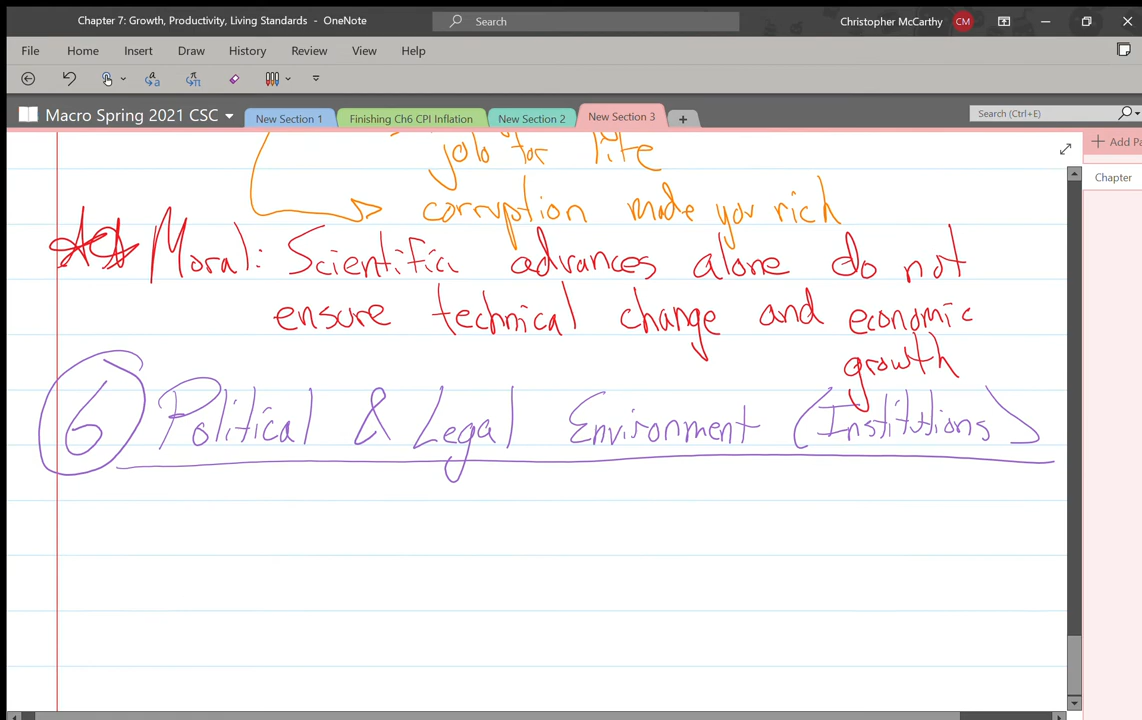 Chapter 7: Growth, Productivity, Living Standards - OneNote
Search
Christopher McCarthy CM
File Home Insert Draw History Review View Help
Macro Spring 2021 CSC New Section 1 Finishing Ch6 CPI Inflation New Section 2 New Section 3 Search (Ctrl+E)
Add Pa
Chapter
job for life
corruption made you rich
Moral: Scientific advances alone do not
ensure technical change and economic
growth
6 Political & Legal Environment (Institutions)